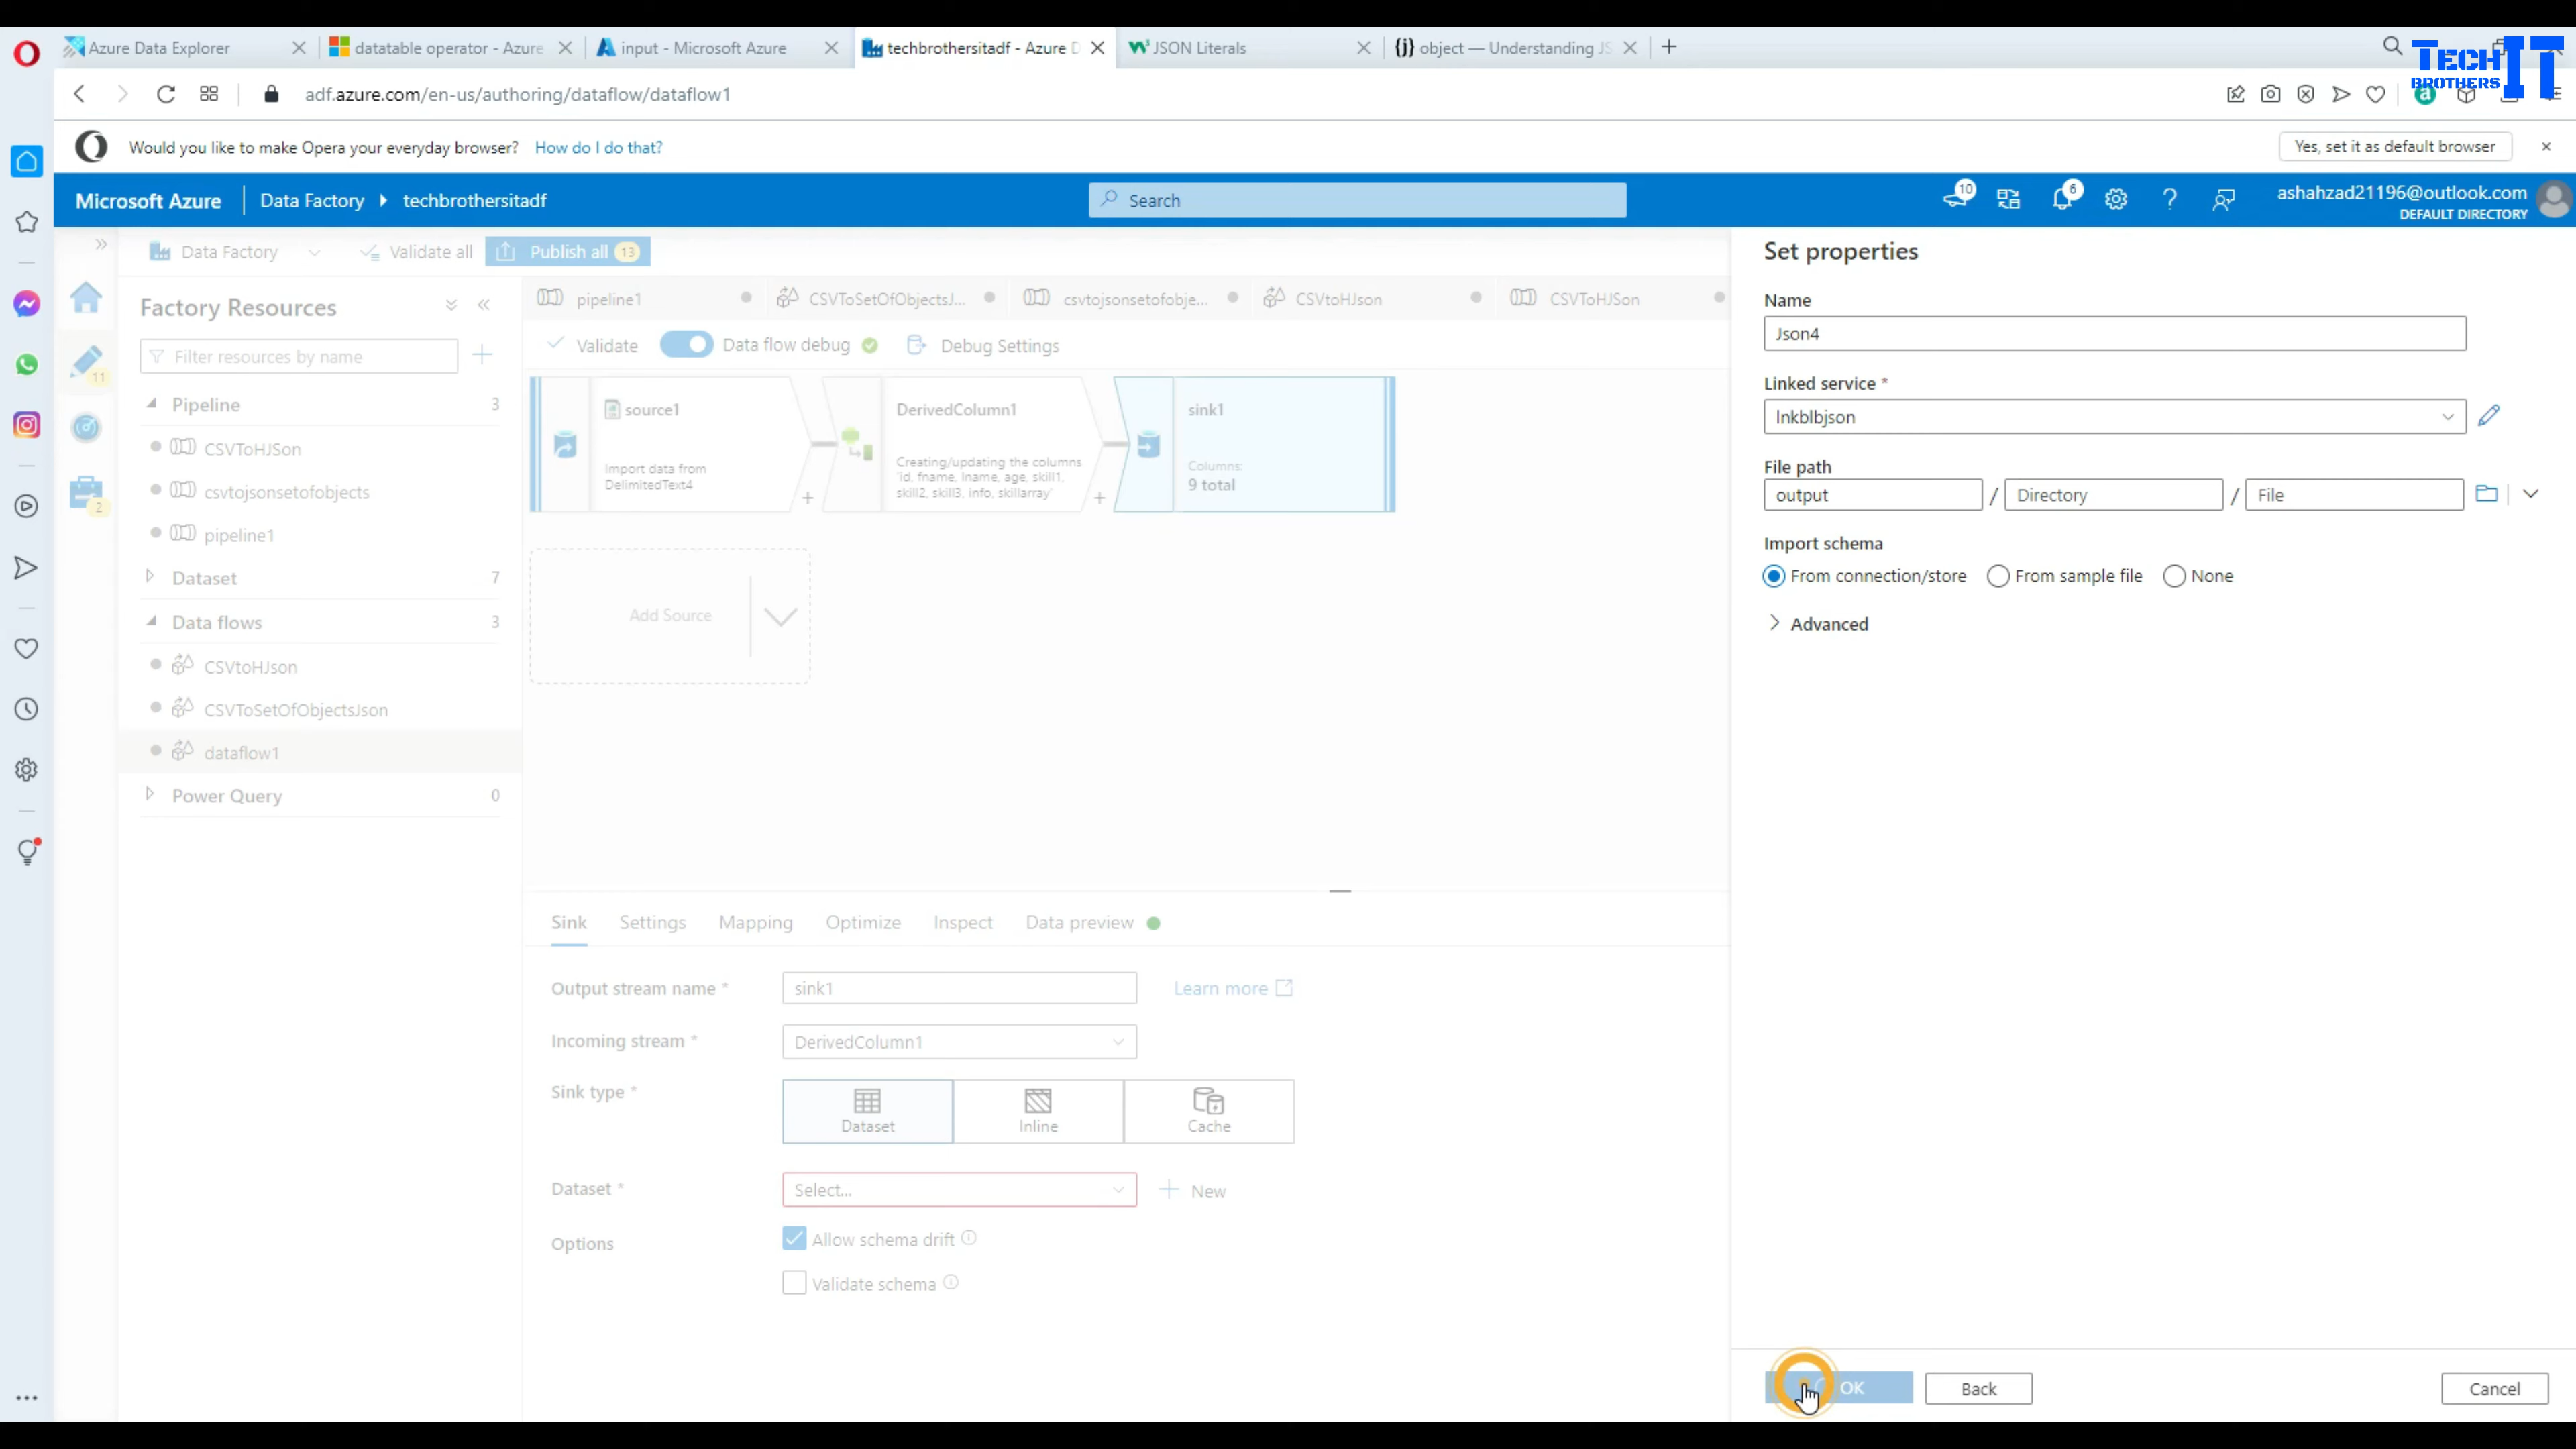 Azure Data Explorer
datatable operator - Azure
input - Microsoft Azure
techbrothersitadf - Azure D
JSON Literals
{j} object — Understanding JS
TECH IT
BROTHERS
adf.azure.com/en-us/authoring/dataflow/dataflow1
Would you like to make Opera your everyday browser? How do I do that?
Yes, set it as default browser
Microsoft Azure
Data Factory
techbrothersitadf
Search
10
6
ashahzad21196@outlook.com
DEFAULT DIRECTORY
Data Factory
Validate all
Publish all 13
Set properties
Factory Resources
pipeline1
CSVToSetOfObjectsJ...
csvtojsonsetofobje...
CSVtoHJson
CSVToHJSon
Name
Json4
Filter resources by name
Validate
Data flow debug
Debug Settings
11
2
Pipeline 3
CSVToHJSon
csvtojsonsetofobjects
pipeline1
Dataset 7
Data flows 3
CSVtoHJson
CSVToSetOfObjectsJson
dataflow1
Power Query 0
source1
Import data from
DelimitedText4
DerivedColumn1
Creating/updating the columns
'id, fname, lname, age, skill1,
skill2, skill3, info, skillarray'
sink1
Columns:
9 total
Add Source
Linked service *
lnkblbjson
File path
output / Directory / File
Import schema
From connection/store
From sample file
None
Advanced
Sink
Settings
Mapping
Optimize
Inspect
Data preview
Output stream name *
sink1
Learn more
Incoming stream *
DerivedColumn1
Sink type *
Dataset
Inline
Cache
Dataset *
Select...
New
Options
Allow schema drift
Validate schema
OK
Back
Cancel